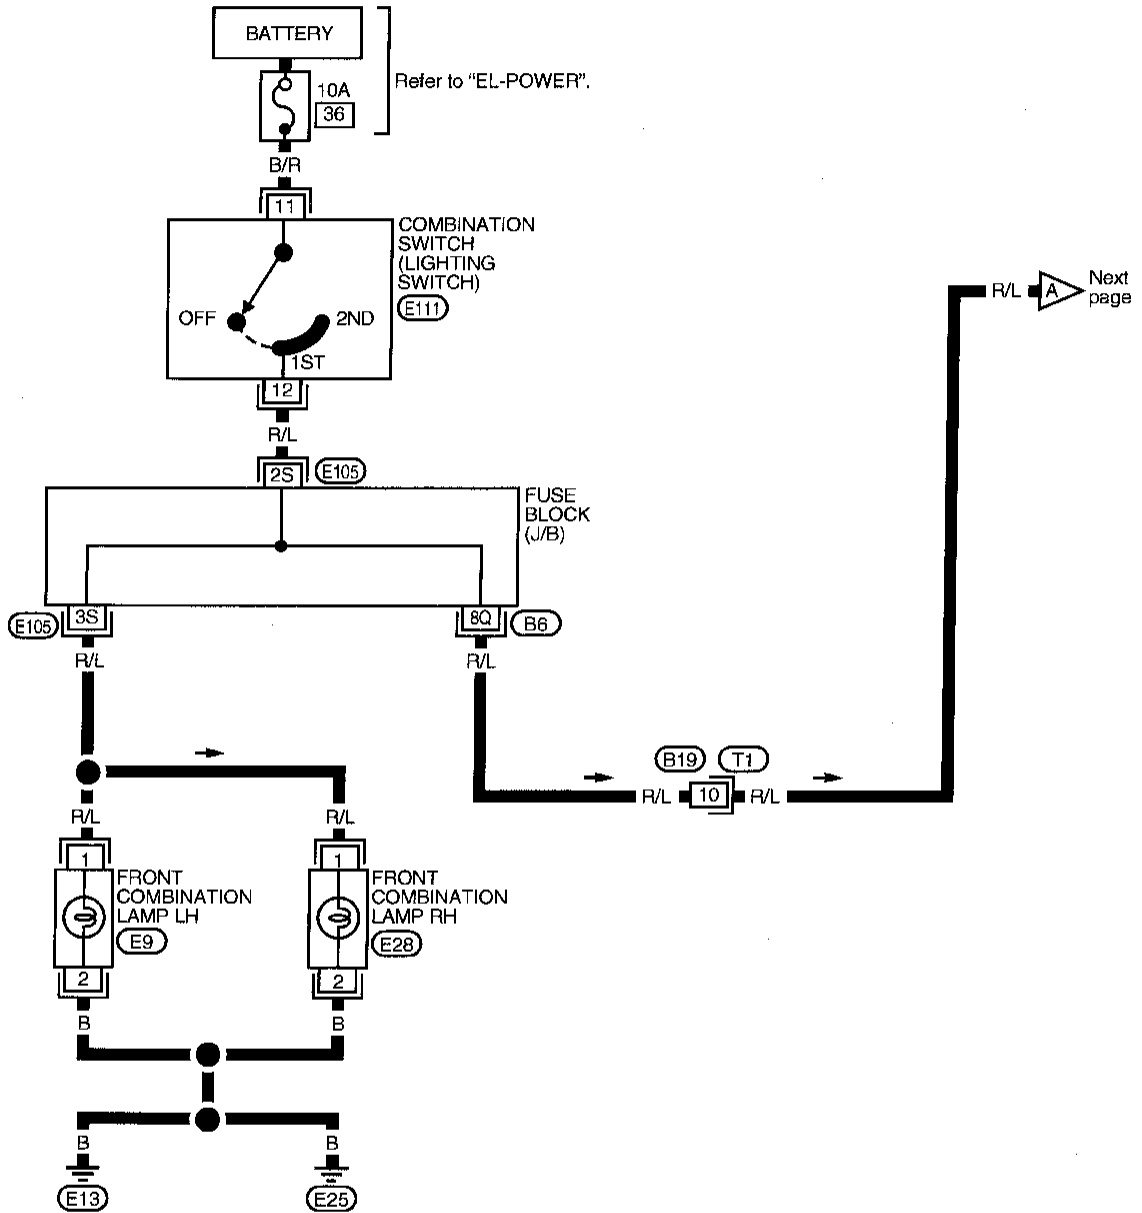 BATTERY
Refer to "EL-POWER".
10A
36
B/R
11
COMBINATION
SWITCH
(LIGHTING
SWITCH)
E111
OFF
2ND
1ST
12
R/L
2S
E105
FUSE
BLOCK
(J/B)
E105
3S
8Q
B6
R/L
R/L
R/L
A
Next
page
B19
T1
R/L
10
R/L
R/L
R/L
1
1
FRONT
COMBINATION
LAMP LH
E9
FRONT
COMBINATION
LAMP RH
E28
2
2
B
B
B
B
E13
E25